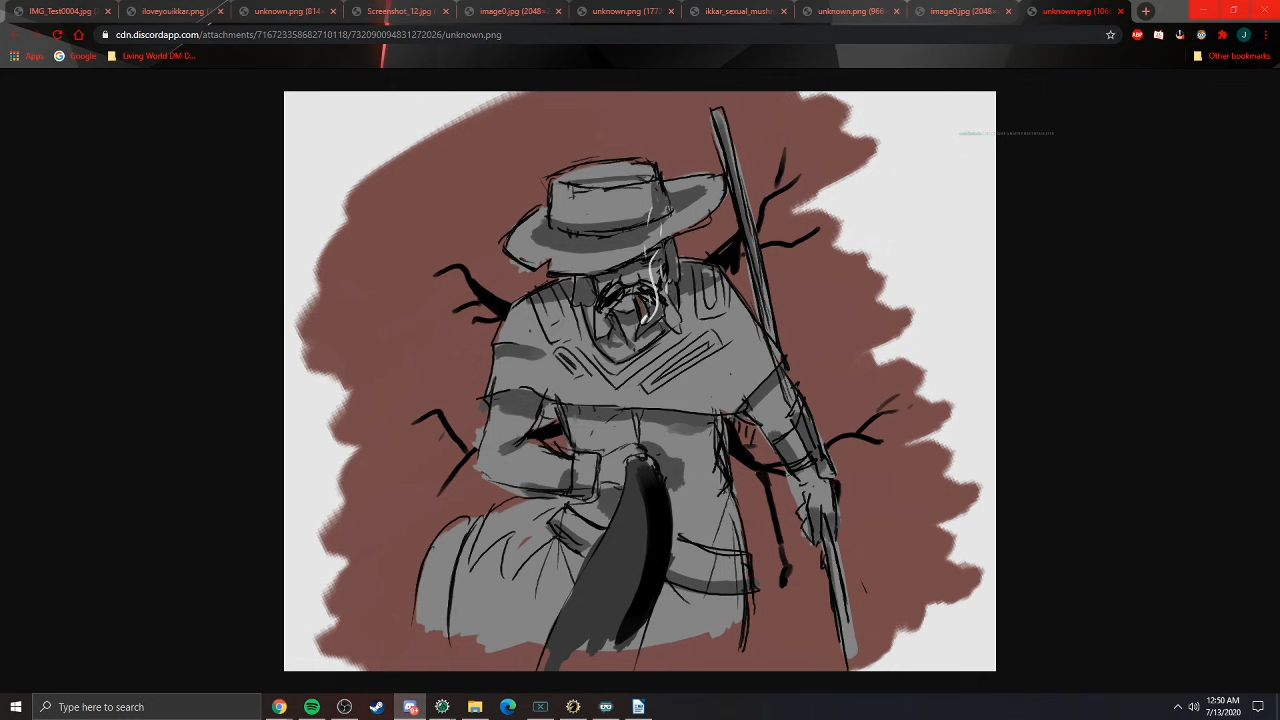 IMG_Test0004.jpg (
iloveyouikkar.png (
unknown.png (814×
Screenshot_12.jpg
image0.jpg (2048×
unknown.png (1772
ikkar_sexual_mush
unknown.png (966×
image0.jpg (2048×
unknown.png (106
cdn.discordapp.com/attachments/716723358682710118/732090094831272026/unknown.png
ABP
J
Apps
Google
Living World DM D...
Other bookmarks
Type here to search
12:50 AM
7/13/2020